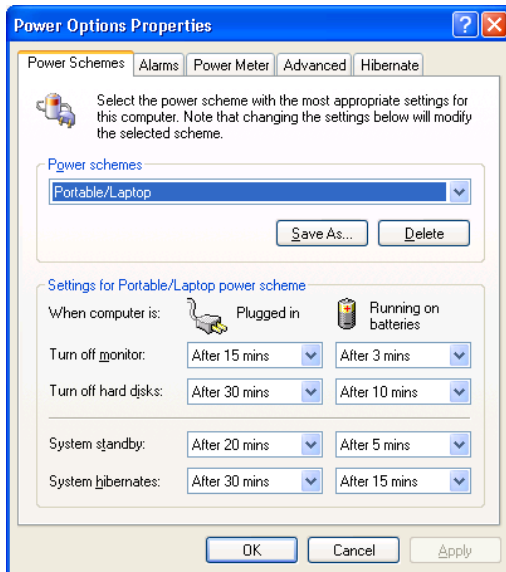 Power Options Properties
Power Schemes Alarms Power Meter Advanced Hibernate
Select the power scheme with the most appropriate settings for
this computer. Note that changing the settings below will modify
the selected scheme.
Power schemes
Portable/Laptop
Save As... Delete
Settings for Portable/Laptop power scheme
When computer is: Plugged in Running on
batteries
Turn off monitor: After 15 mins After 3 mins
Turn off hard disks: After 30 mins After 10 mins
System standby: After 20 mins After 5 mins
System hibernates: After 30 mins After 15 mins
OK Cancel Apply